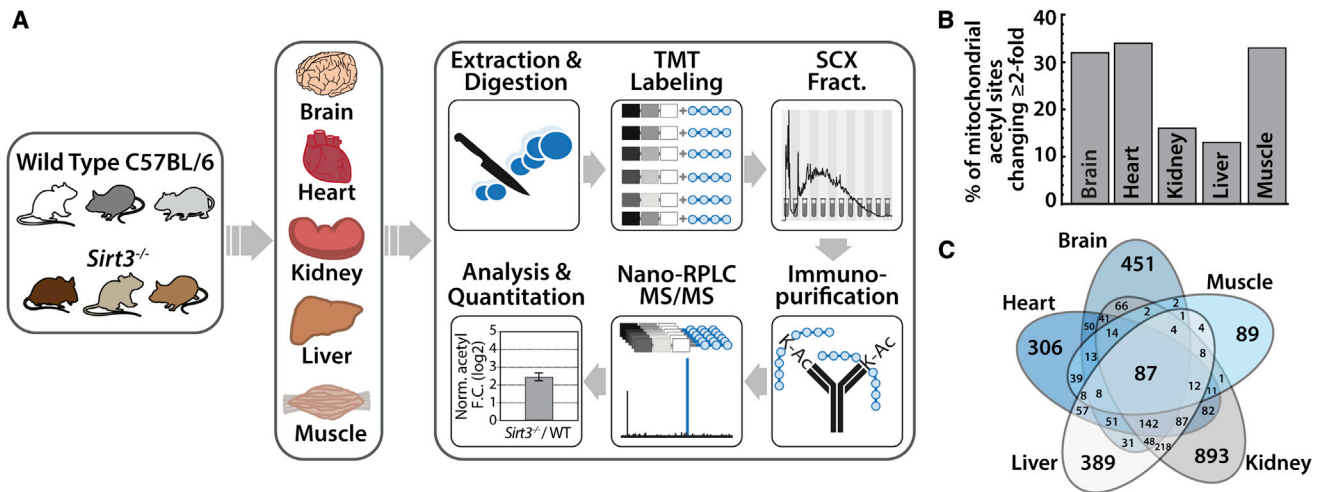 A
Wild Type C57BL/6
Sirt3-/-
Brain
Heart
Kidney
Liver
Muscle
Extraction &
Digestion
TMT
Labeling
+
+
+
+
+
+
SCX
Fract.
Analysis &
Quantitation
Norm. acetyl
F.C. (log2)
5
4
3
2
1
0
Sirt3-/-/WT
Nano-RPLC
MS/MS
Immuno-
purification
K-Ac
K-Ac
B
% of mitochondrial
acetyl sites
changing ≥2-fold
40
30
20
10
0
Brain
Heart
Kidney
Liver
Muscle
C
Brain
451
Muscle
89
Heart
306
66
2
2
1
41
50
14
4
4
13
8
87
39
12
1
11
8
8
57
82
51
142
87
31
48
218
Liver
389
893
Kidney